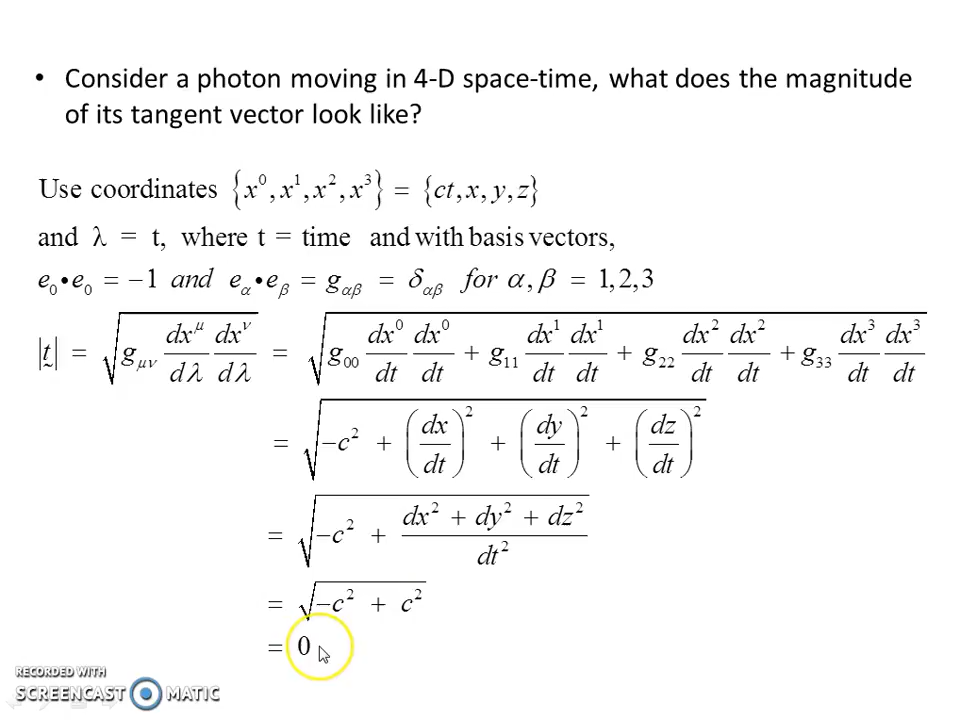 • Consider a photon moving in 4-D space-time, what does the magnitude
of its tangent vector look like?
Use coordinates {x⁰, x¹, x², x³} = {ct, x, y, z}
and λ = t, where t = time and with basis vectors,
e₀•e₀ = −1 and e_α•e_β = g_αβ = δ_αβ for α, β = 1,2,3
|t̰| = √(g_μν dx^μ/dλ dx^ν/dλ) = √(g₀₀ dx⁰/dt dx⁰/dt + g₁₁ dx¹/dt dx¹/dt + g₂₂ dx²/dt dx²/dt + g₃₃ dx³/dt dx³/dt)
= √(−c² + (dx/dt)² + (dy/dt)² + (dz/dt)²)
= √(−c² + (dx² + dy² + dz²)/dt²)
= √(−c² + c²)
= 0
RECORDED WITH
SCREENCAST MATIC